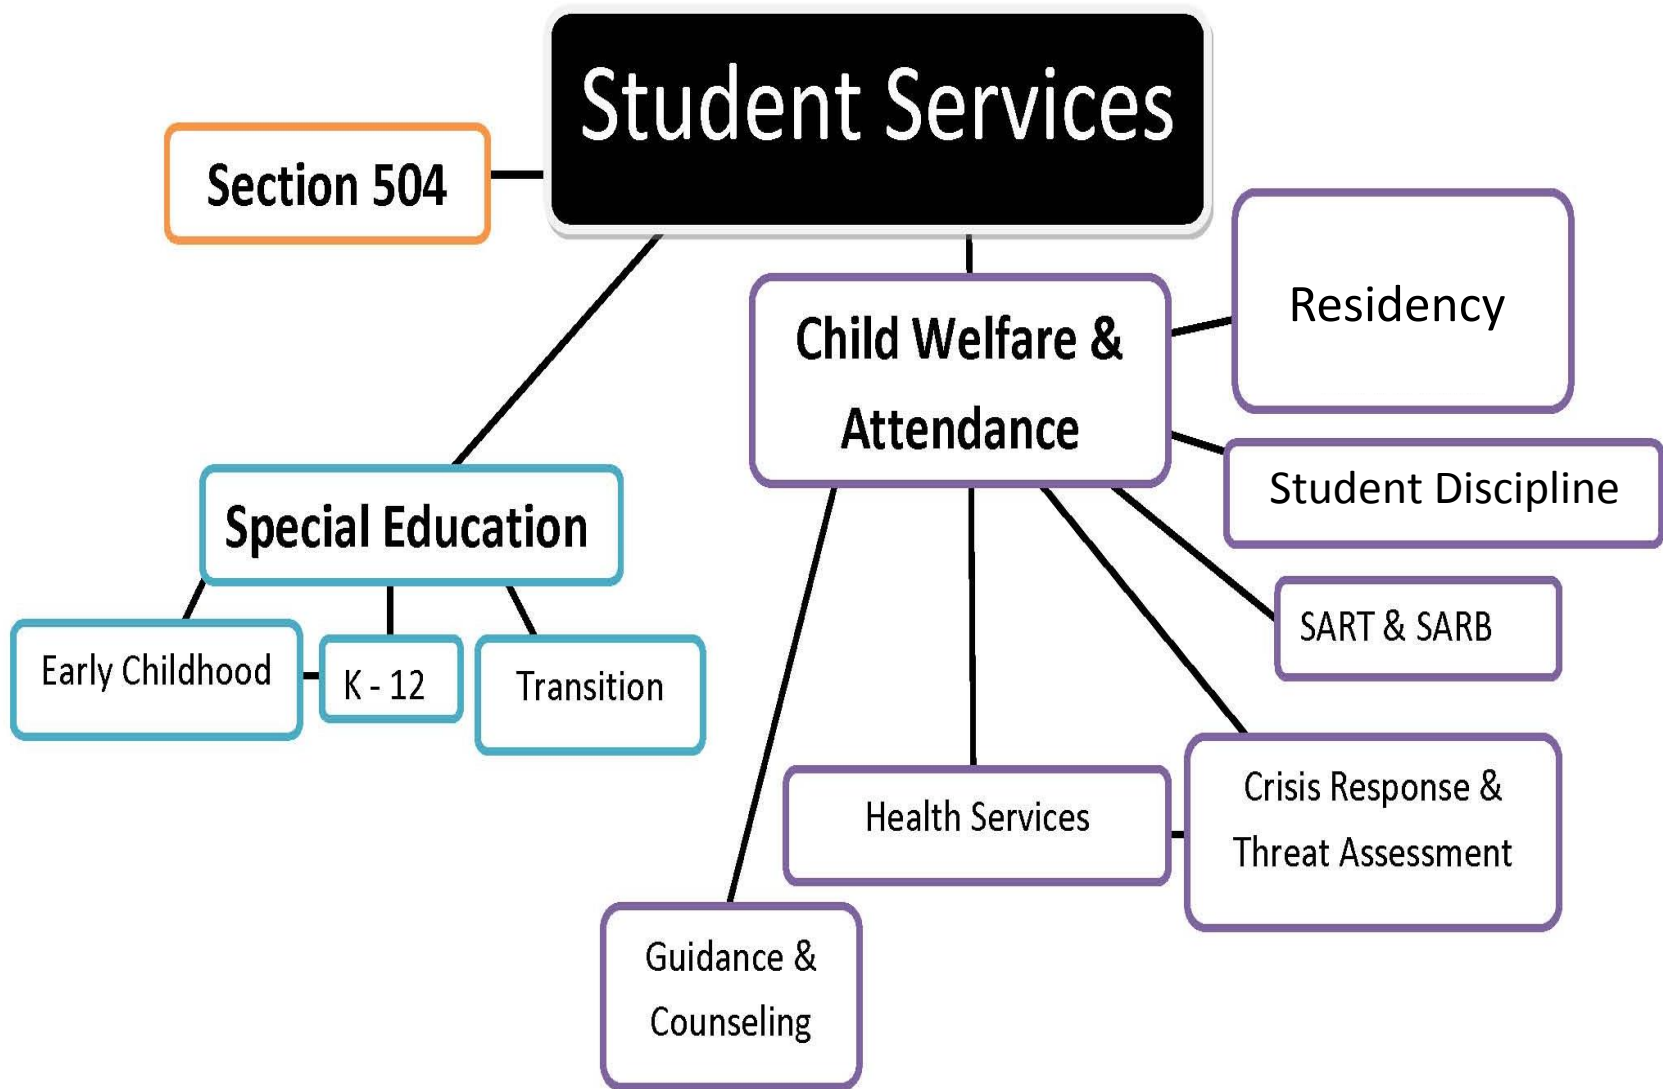 Student Services
Section 504
Residency
Child Welfare &
Attendance
Student Discipline
Special Education
SART & SARB
Early Childhood
K - 12
Transition
Health Services
Crisis Response &
Threat Assessment
Guidance &
Counseling